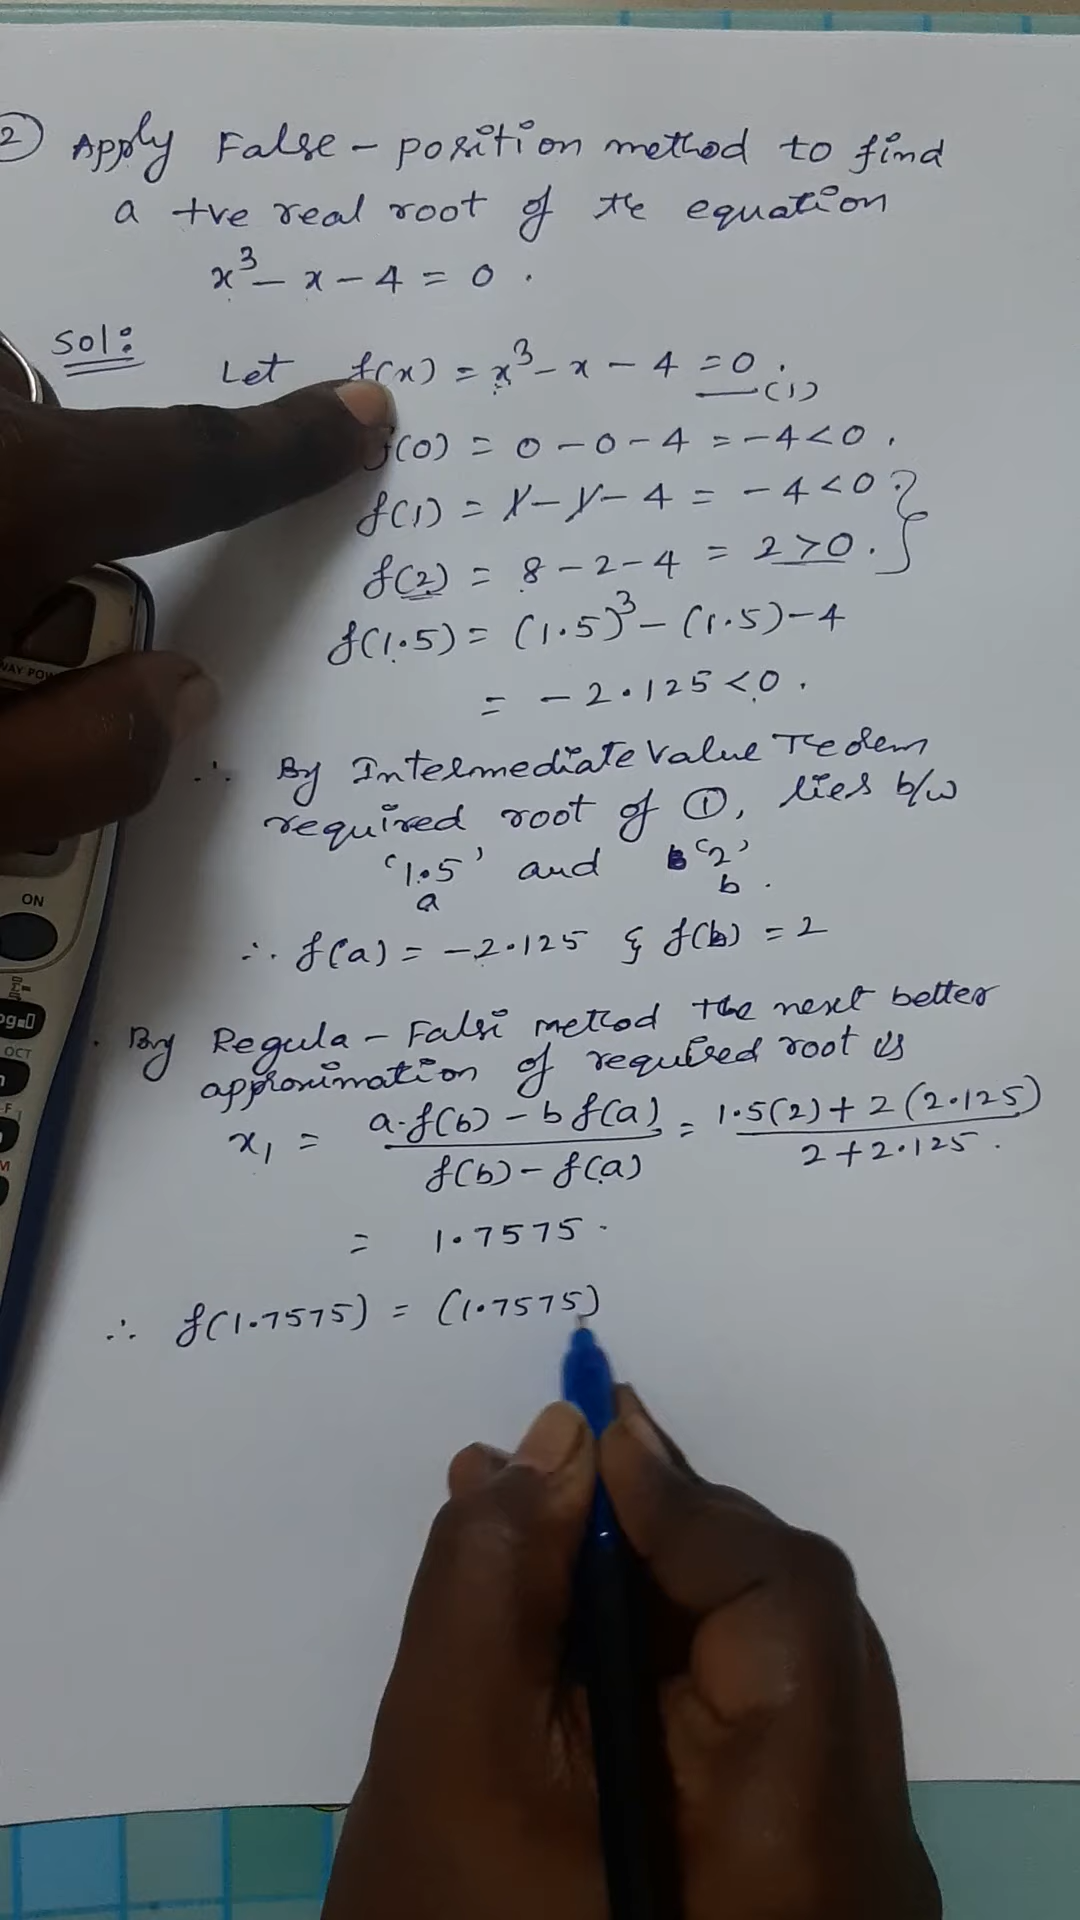 2 Apply False - position method to find
a +ve real root of the equation
x³ - x - 4 = 0 .
Sol:
Let f(x) = x³ - x - 4 = 0 . (1)
f(0) = 0 - 0 - 4 = -4 < 0 .
f(1) = 1 - 1 - 4 = -4 < 0 .
f(2) = 8 - 2 - 4 = 2 > 0 .
f(1.5) = (1.5)³ - (1.5) - 4
= - 2.125 < 0 .
∴ By Intermediate Value Theorem
required root of ①, lies b/w
'1.5' and '2'
a b .
∴ f(a) = -2.125 & f(b) = 2
By Regula - Falsi method the next better
approximation of required root is
x₁ = a.f(b) - b f(a) / f(b) - f(a) = 1.5(2) + 2(2.125) / 2 + 2.125 .
= 1.7575 .
∴ f(1.7575) = (1.7575)
ON
OCT
M